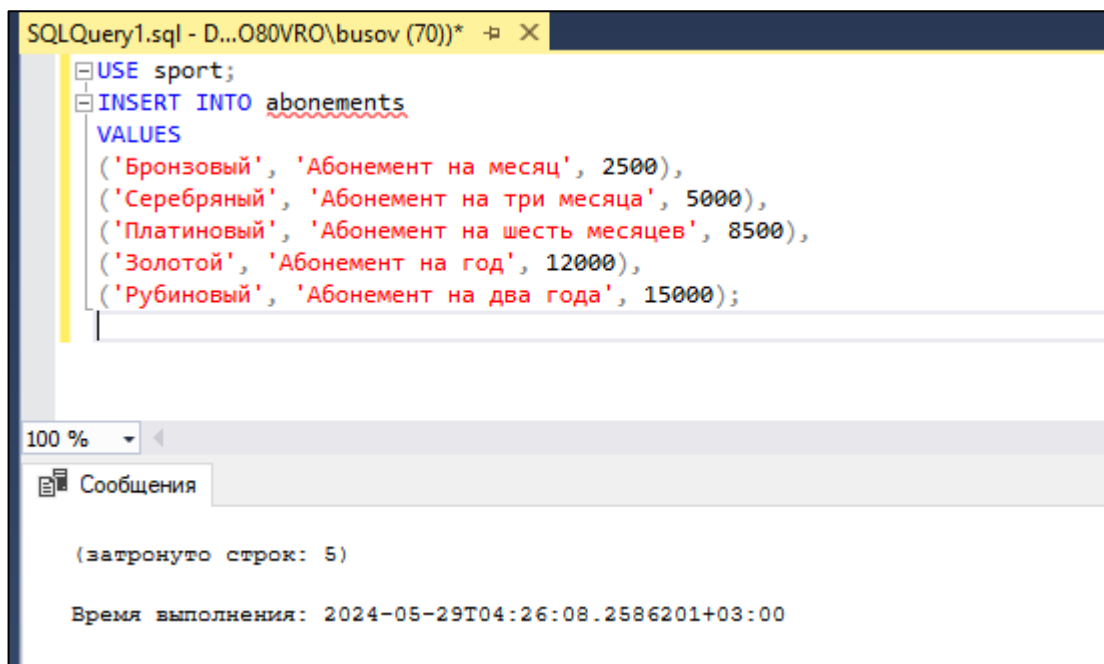 SQLQuery1.sql - D...O80VRO\busov (70))*
USE sport;
INSERT INTO abonements
VALUES
('Бронзовый', 'Абонемент на месяц', 2500),
('Серебряный', 'Абонемент на три месяца', 5000),
('Платиновый', 'Абонемент на шесть месяцев', 8500),
('Золотой', 'Абонемент на год', 12000),
('Рубиновый', 'Абонемент на два года', 15000);
100 %
Сообщения
(затронуто строк: 5)
Время выполнения: 2024-05-29T04:26:08.2586201+03:00